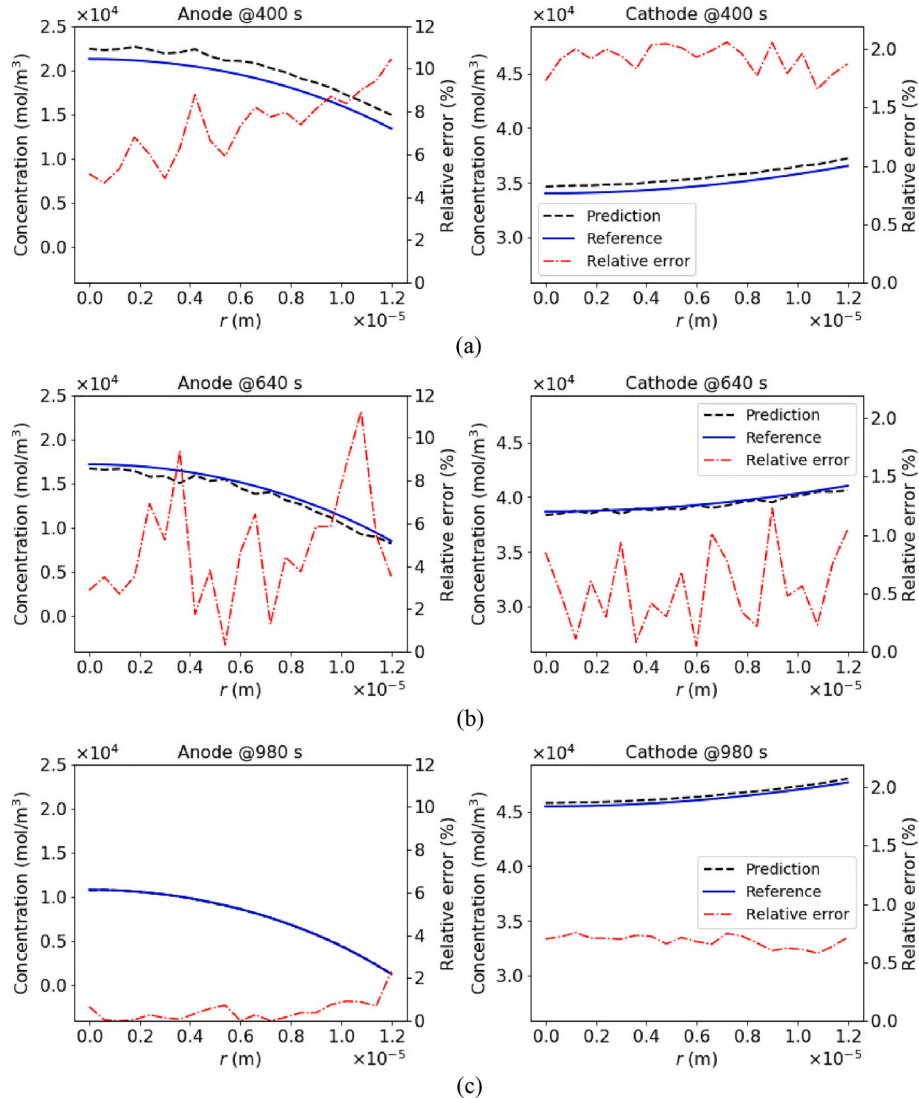 Anode @400 s
×10⁴
Concentration (mol/m³)
2.5
2.0
1.5
1.0
0.5
0.0
12
10
8
6
4
2
0
Relative error (%)
0.0 0.2 0.4 0.6 0.8 1.0 1.2
r (m)
×10⁻⁵
Cathode @400 s
×10⁴
Concentration (mol/m³)
4.5
4.0
3.5
3.0
2.0
1.5
1.0
0.5
0.0
Relative error (%)
Prediction
Reference
Relative error
0.0 0.2 0.4 0.6 0.8 1.0 1.2
r (m)
×10⁻⁵
(a)
Anode @640 s
×10⁴
Concentration (mol/m³)
2.5
2.0
1.5
1.0
0.5
0.0
12
10
8
6
4
2
0
Relative error (%)
0.0 0.2 0.4 0.6 0.8 1.0 1.2
r (m)
×10⁻⁵
Cathode @640 s
×10⁴
Concentration (mol/m³)
4.5
4.0
3.5
3.0
2.0
1.5
1.0
0.5
0.0
Relative error (%)
Prediction
Reference
Relative error
0.0 0.2 0.4 0.6 0.8 1.0 1.2
r (m)
×10⁻⁵
(b)
Anode @980 s
×10⁴
Concentration (mol/m³)
2.5
2.0
1.5
1.0
0.5
0.0
12
10
8
6
4
2
0
Relative error (%)
0.0 0.2 0.4 0.6 0.8 1.0 1.2
r (m)
×10⁻⁵
Cathode @980 s
×10⁴
Concentration (mol/m³)
4.5
4.0
3.5
3.0
2.0
1.5
1.0
0.5
0.0
Relative error (%)
Prediction
Reference
Relative error
0.0 0.2 0.4 0.6 0.8 1.0 1.2
r (m)
×10⁻⁵
(c)